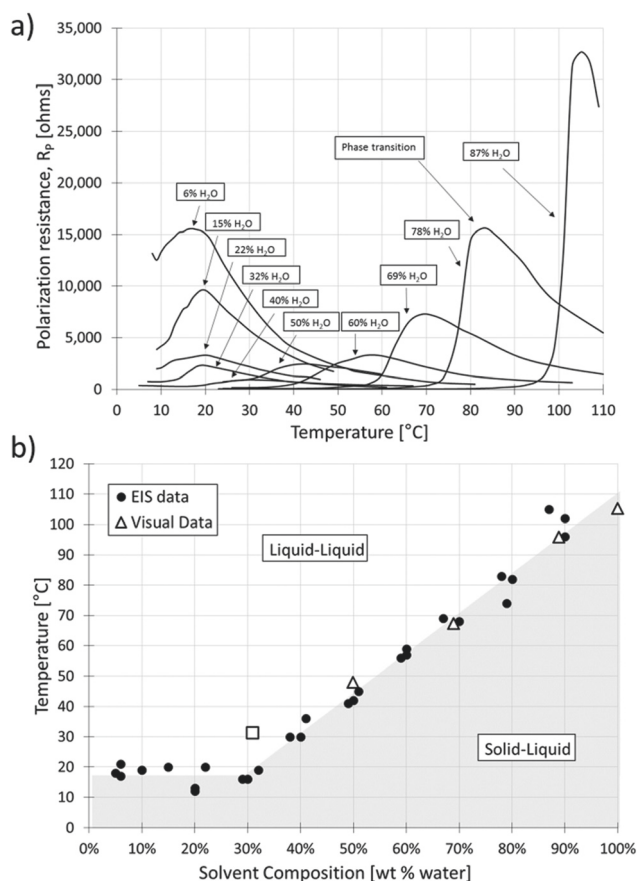 a)
35,000
30,000
25,000
20,000
15,000
10,000
5,000
0
Polarization resistance, Rₚ [ohms]
Phase transition
87% H₂O
6% H₂O
15% H₂O
78% H₂O
22% H₂O
32% H₂O
69% H₂O
40% H₂O
50% H₂O
60% H₂O
0 10 20 30 40 50 60 70 80 90 100 110
Temperature [°C]
b)
120
110
100
90
80
70
60
50
40
30
20
10
0
Temperature [°C]
EIS data
Visual Data
Liquid-Liquid
Solid-Liquid
0% 10% 20% 30% 40% 50% 60% 70% 80% 90% 100%
Solvent Composition [wt % water]